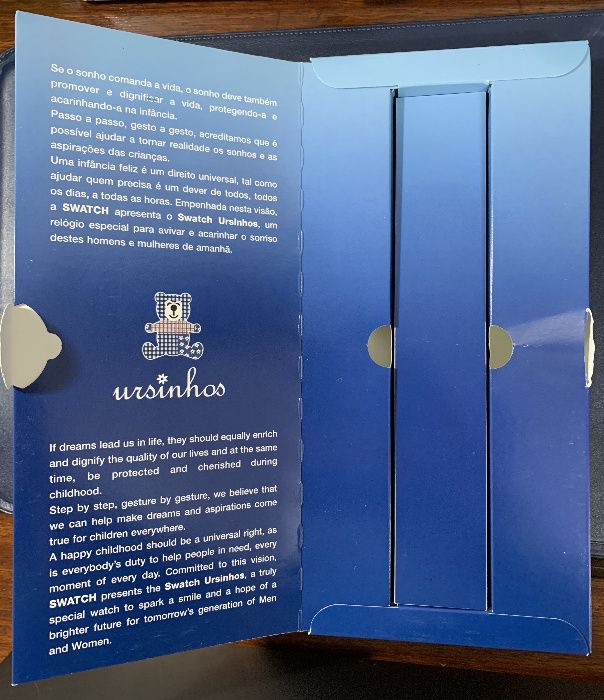 Se o sonho comanda a vida, o sonho deve também
promover e dignificar a vida, protegendo-a e
acarinhando-a na infância.
Passo a passo, gesto a gesto, acreditamos que é
possível ajudar a tornar realidade os sonhos e as
aspirações das crianças.
Uma infância feliz é um direito universal, tal como
ajudar quem precisa é um dever de todos, todos
os dias, a todas as horas. Empenhada nesta visão,
a SWATCH apresenta o Swatch Ursinhos, um
relógio especial para avivar e acarinhar o sorriso
destes homens e mulheres de amanhã.
ursinhos
If dreams lead us in life, they should equally enrich
and dignify the quality of our lives and at the same
time, be protected and cherished during
childhood.
Step by step, gesture by gesture, we believe that
we can help make dreams and aspirations come
true for children everywhere.
A happy childhood should be a universal right, as
is everybody's duty to help people in need, every
moment of every day. Committed to this vision,
SWATCH presents the Swatch Ursinhos, a truly
special watch to spark a smile and a hope of a
brighter future for tomorrow's generation of Men
and Women.